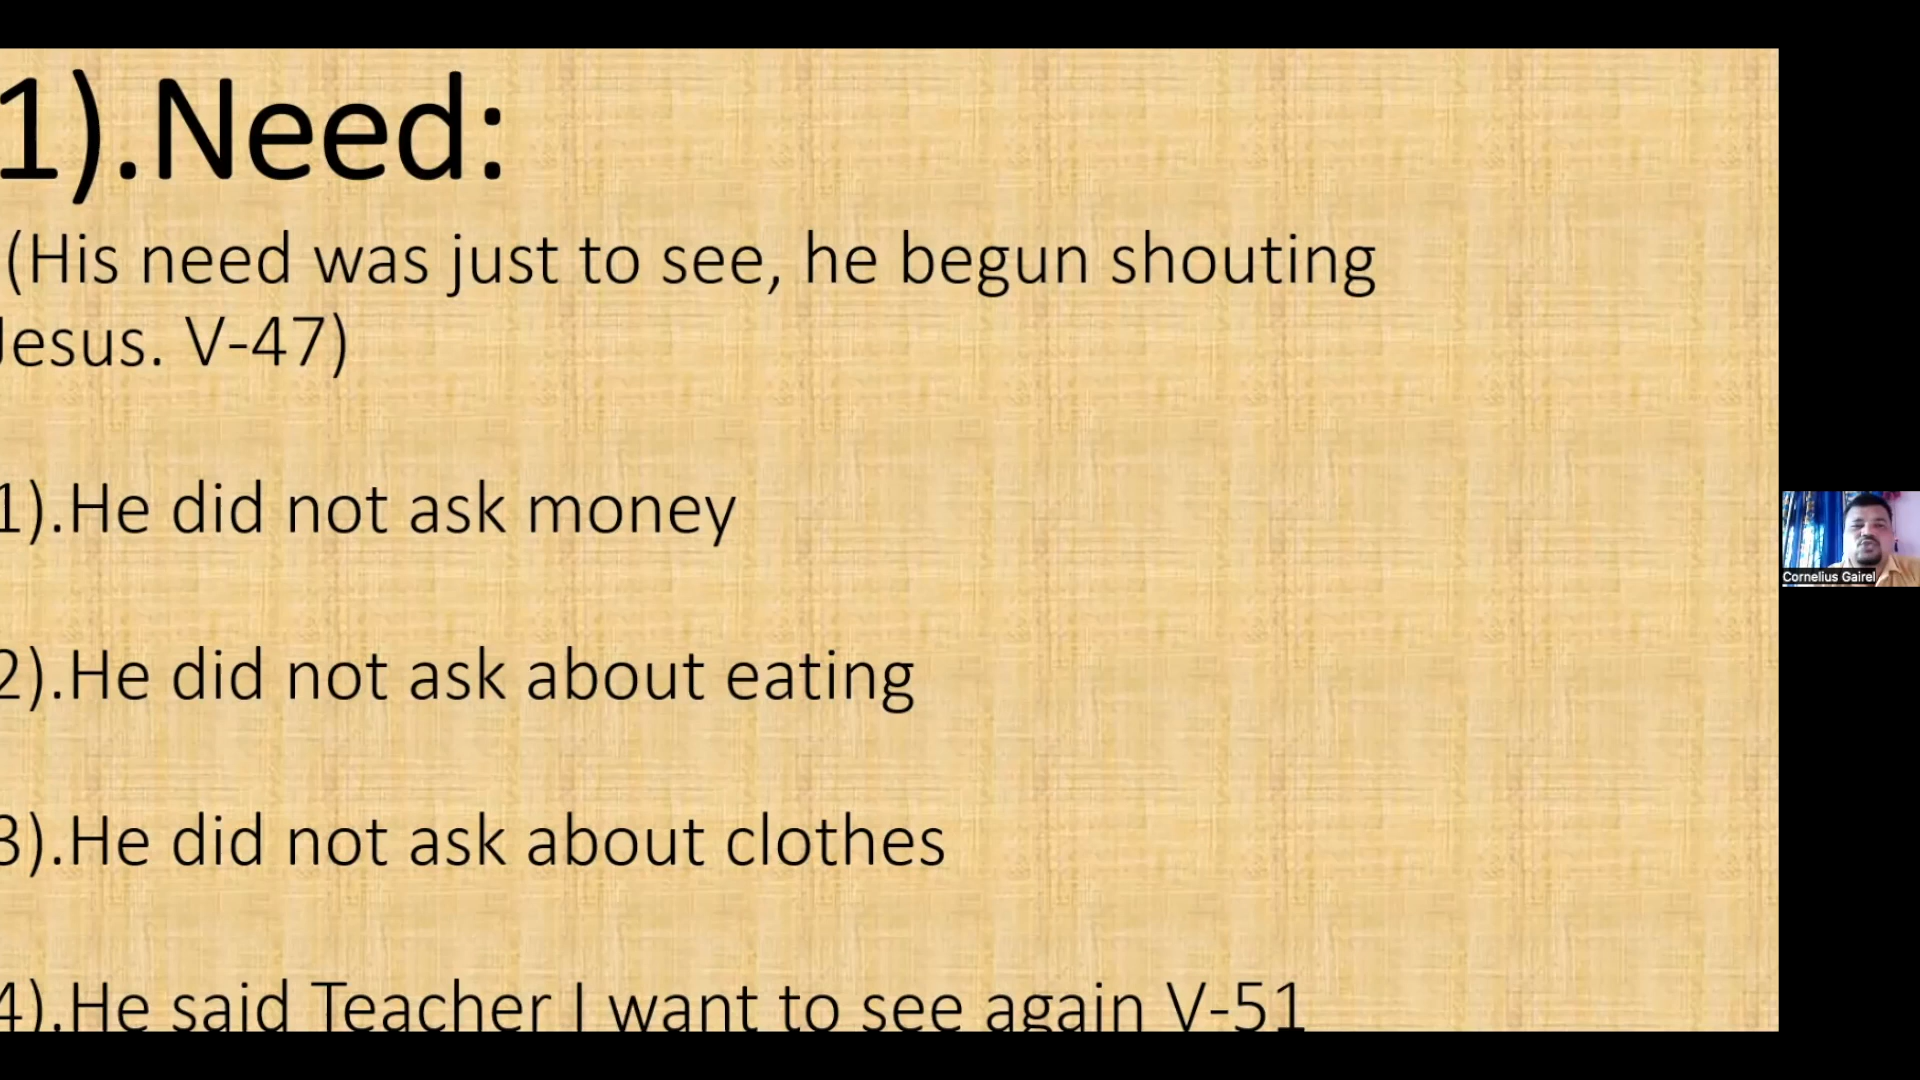 1).Need:
(His need was just to see, he begun shouting
Jesus. V-47)
1).He did not ask money
2).He did not ask about eating
3).He did not ask about clothes
4).He said Teacher I want to see again V-51
Cornelius Gairel